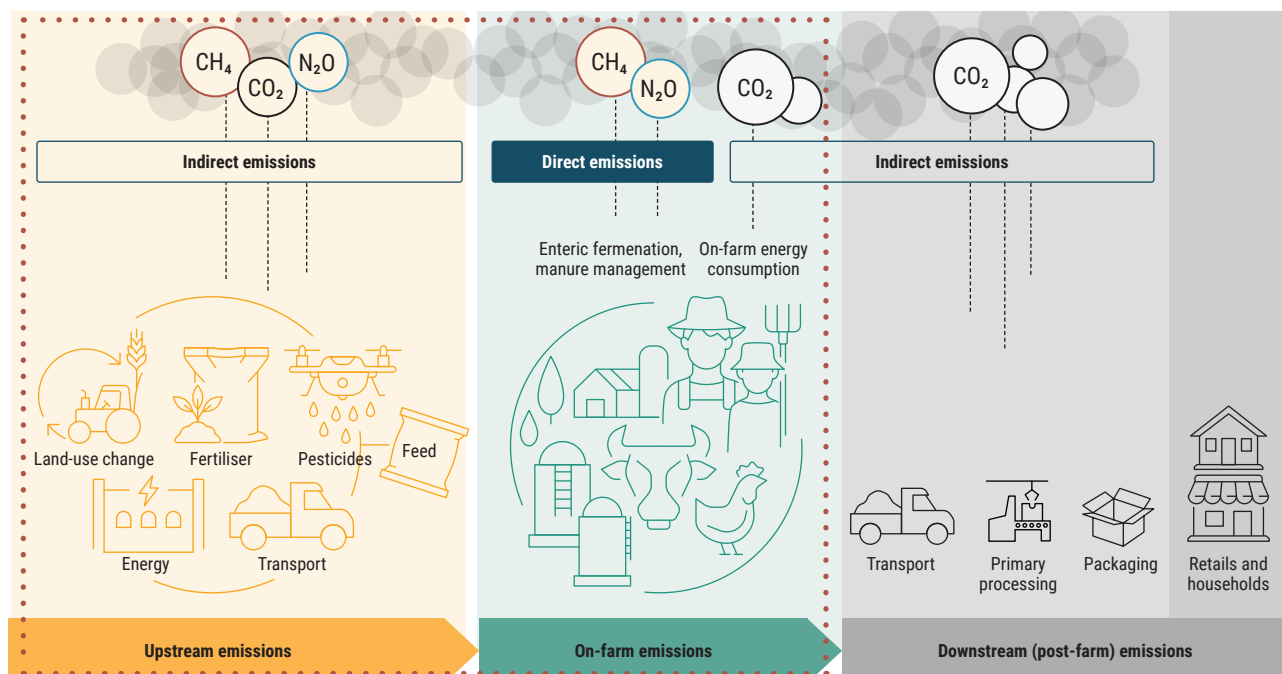 CH₄
CO₂
N₂O
CH₄
N₂O
CO₂
CO₂
Indirect emissions
Direct emissions
Indirect emissions
Enteric fermenation,
manure management
On-farm energy
consumption
Land-use change
Fertiliser
Pesticides
Feed
Energy
Transport
Transport
Primary
processing
Packaging
Retails and
households
Upstream emissions
On-farm emissions
Downstream (post-farm) emissions